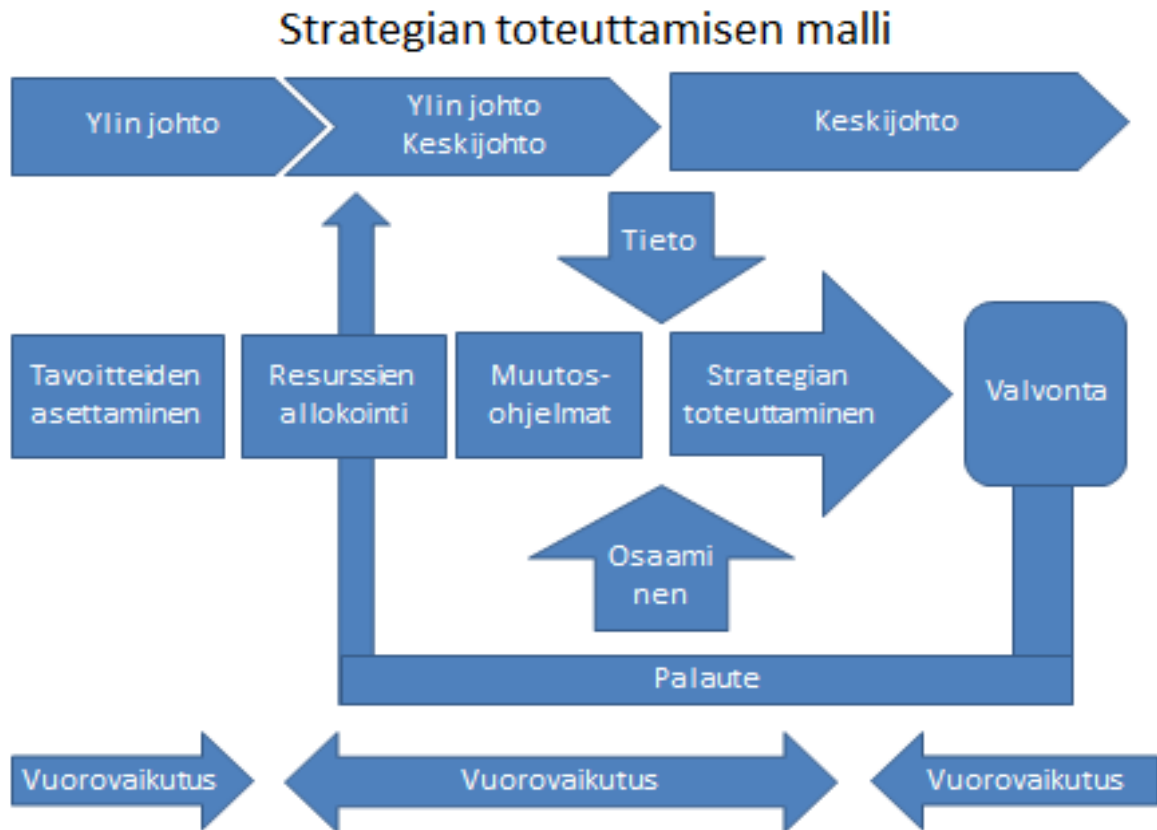 Strategian toteuttamisen malli
Ylin johto
Ylin johto
Keskijohto
Keskijohto
Tieto
Tavoitteiden
asettaminen
Resurssien
allokointi
Muutos-
ohjelmat
Strategian
toteuttaminen
Valvonta
Osaami
nen
Palaute
Vuorovaikutus
Vuorovaikutus
Vuorovaikutus